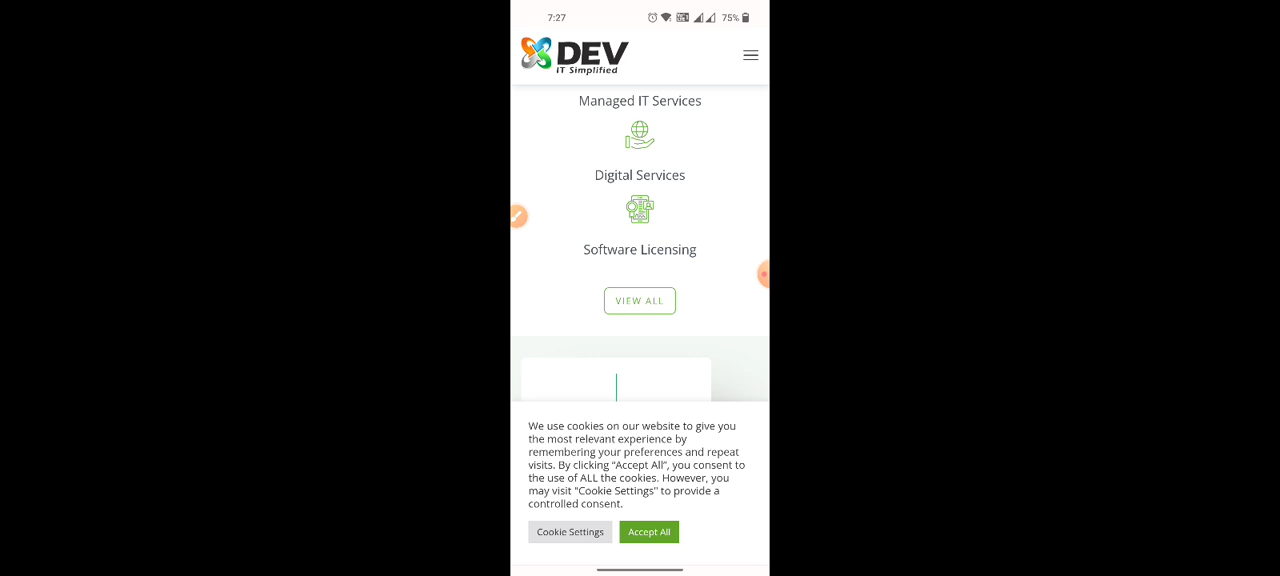 7:27
75%
DEV
IT Simplified
Managed IT Services
Digital Services
Software Licensing
VIEW ALL
We use cookies on our website to give you
the most relevant experience by
remembering your preferences and repeat
visits. By clicking “Accept All”, you consent to
the use of ALL the cookies. However, you
may visit "Cookie Settings" to provide a
controlled consent.
Cookie Settings
Accept All